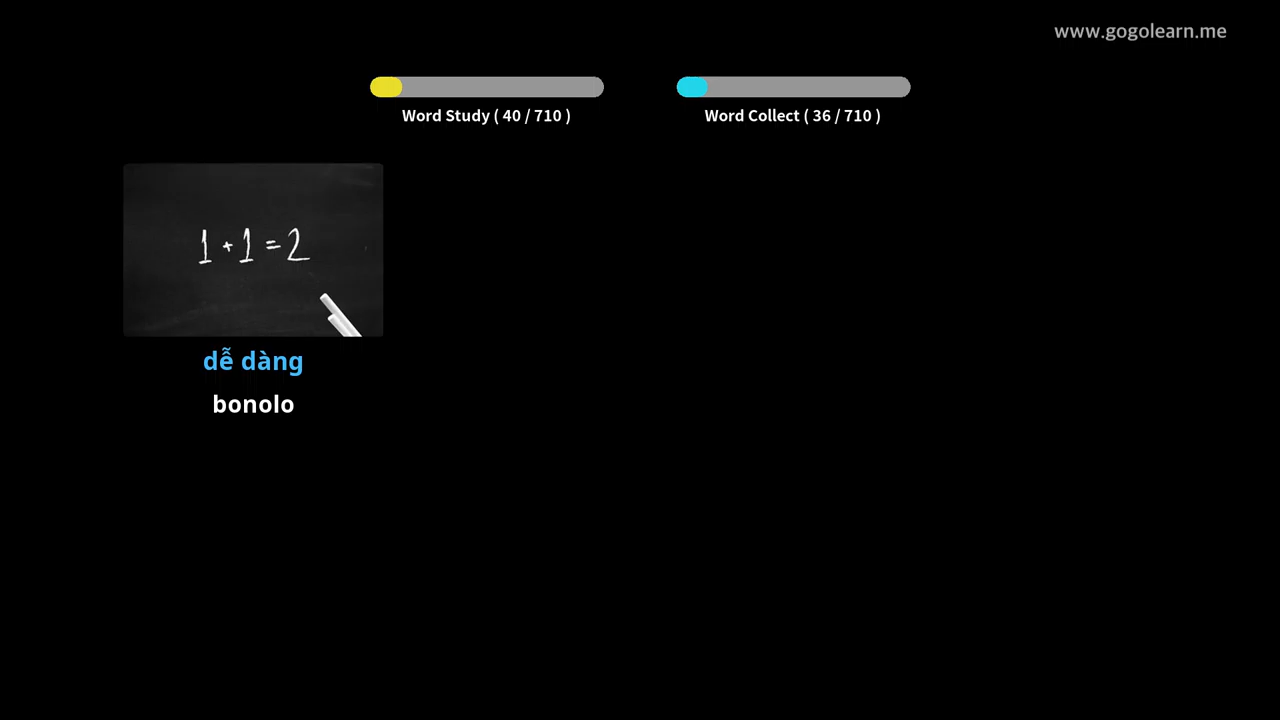 www.gogolearn.me
Word Study ( 40 / 710 )
Word Collect ( 36 / 710 )
1 + 1 = 2
dễ dàng
bonolo